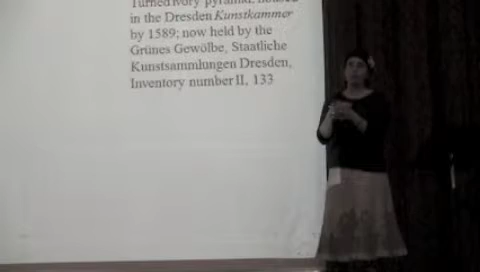 Turned ivory pyramid, housed
in the Dresden Kunstkammer
by 1589; now held by the
Grünes Gewölbe, Staatliche
Kunstsammlungen Dresden,
Inventory number II, 133